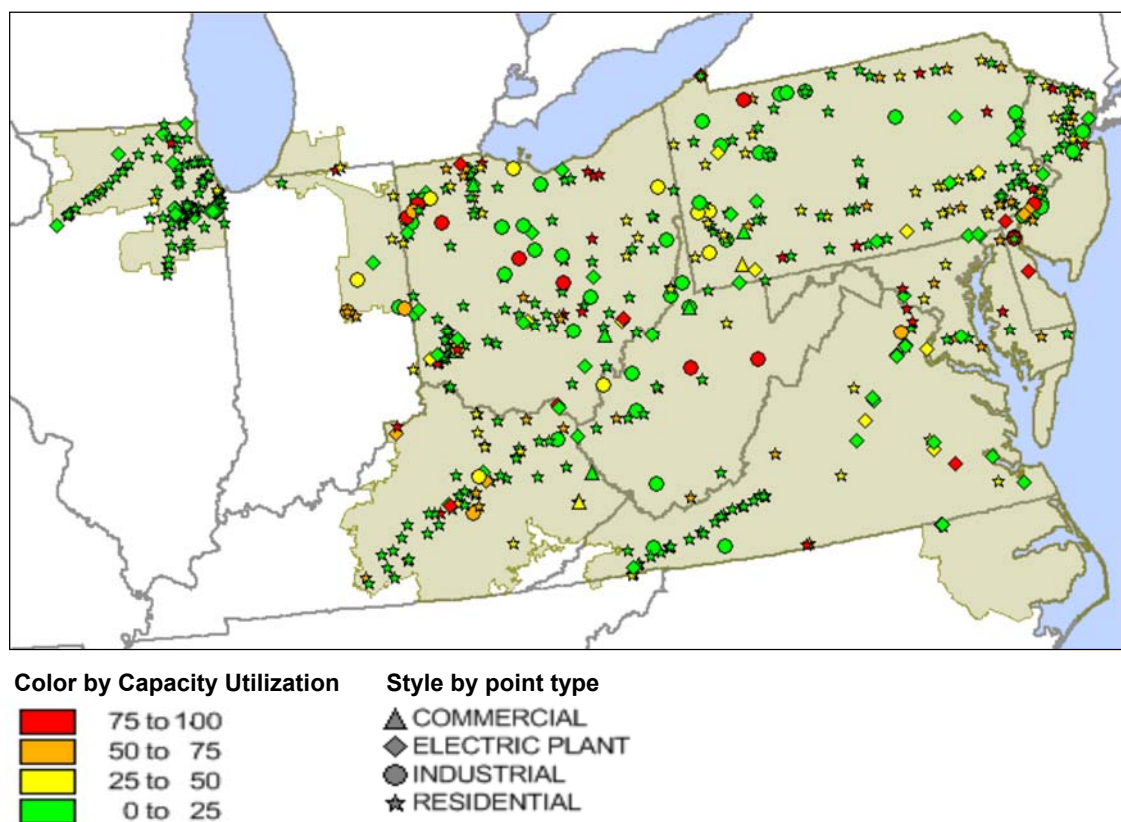 Color by Capacity Utilization
75 to 100
50 to 75
25 to 50
0 to 25
Style by point type
COMMERCIAL
ELECTRIC PLANT
INDUSTRIAL
RESIDENTIAL